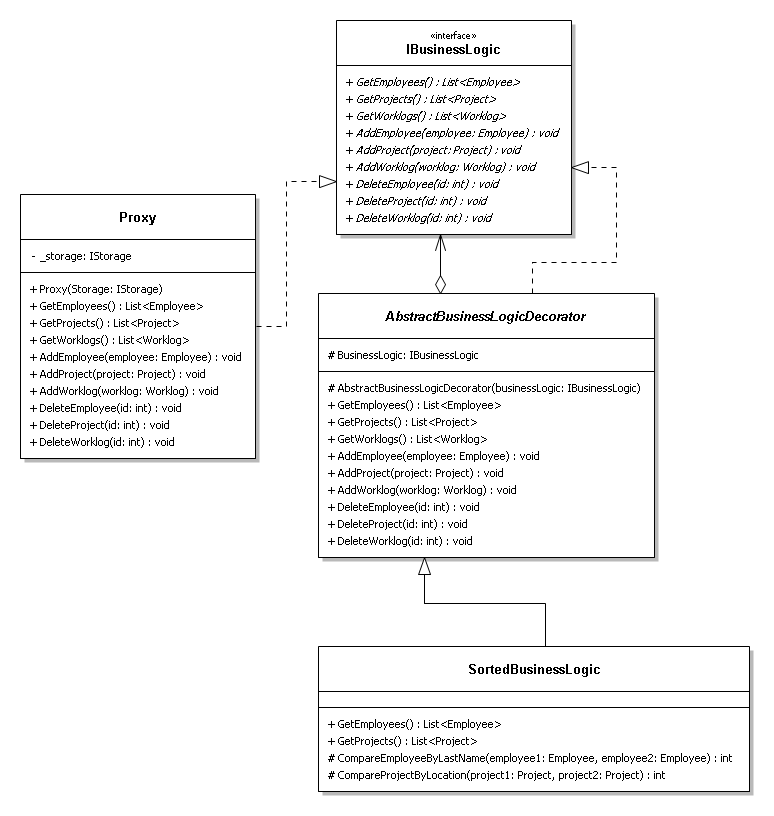 «interface»
IBusinessLogic
+ GetEmployees() : List<Employee>
+ GetProjects() : List<Project>
+ GetWorklogs() : List<Worklog>
+ AddEmployee(employee: Employee) : void
+ AddProject(project: Project) : void
+ AddWorklog(worklog: Worklog) : void
+ DeleteEmployee(id: int) : void
+ DeleteProject(id: int) : void
+ DeleteWorklog(id: int) : void
Proxy
- _storage: IStorage
+ Proxy(Storage: IStorage)
+ GetEmployees() : List<Employee>
+ GetProjects() : List<Project>
+ GetWorklogs() : List<Worklog>
+ AddEmployee(employee: Employee) : void
+ AddProject(project: Project) : void
+ AddWorklog(worklog: Worklog) : void
+ DeleteEmployee(id: int) : void
+ DeleteProject(id: int) : void
+ DeleteWorklog(id: int) : void
AbstractBusinessLogicDecorator
# BusinessLogic: IBusinessLogic
# AbstractBusinessLogicDecorator(businessLogic: IBusinessLogic)
+ GetEmployees() : List<Employee>
+ GetProjects() : List<Project>
+ GetWorklogs() : List<Worklog>
+ AddEmployee(employee: Employee) : void
+ AddProject(project: Project) : void
+ AddWorklog(worklog: Worklog) : void
+ DeleteEmployee(id: int) : void
+ DeleteProject(id: int) : void
+ DeleteWorklog(id: int) : void
SortedBusinessLogic
+ GetEmployees() : List<Employee>
+ GetProjects() : List<Project>
# CompareEmployeeByLastName(employee1: Employee, employee2: Employee) : int
# CompareProjectByLocation(project1: Project, project2: Project) : int